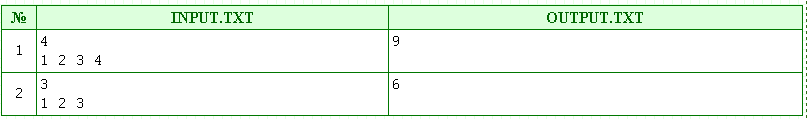 № INPUT.TXT OUTPUT.TXT
1 4 9
1 2 3 4
2 3 6
1 2 3